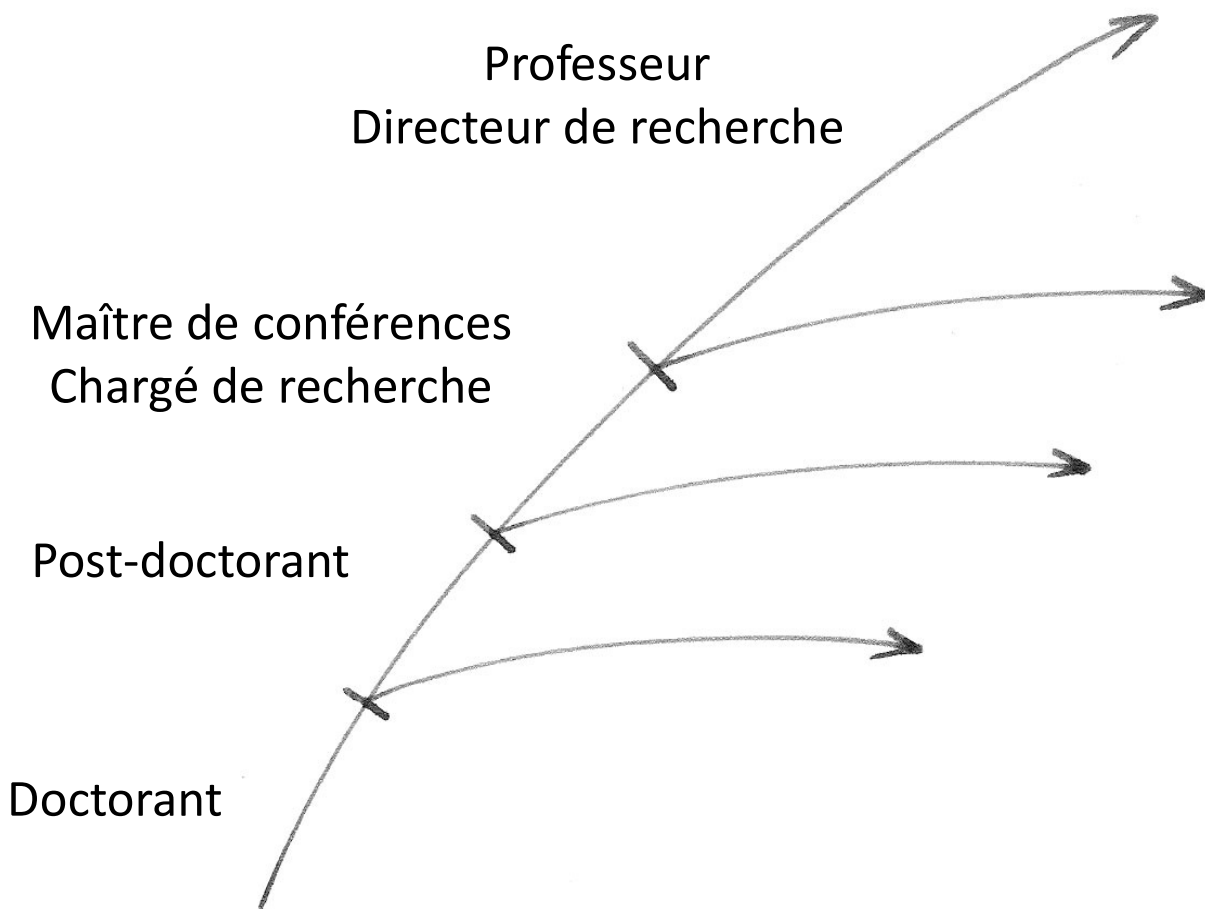 Professeur
Directeur de recherche
Maître de conférences
Chargé de recherche
Post-doctorant
Doctorant